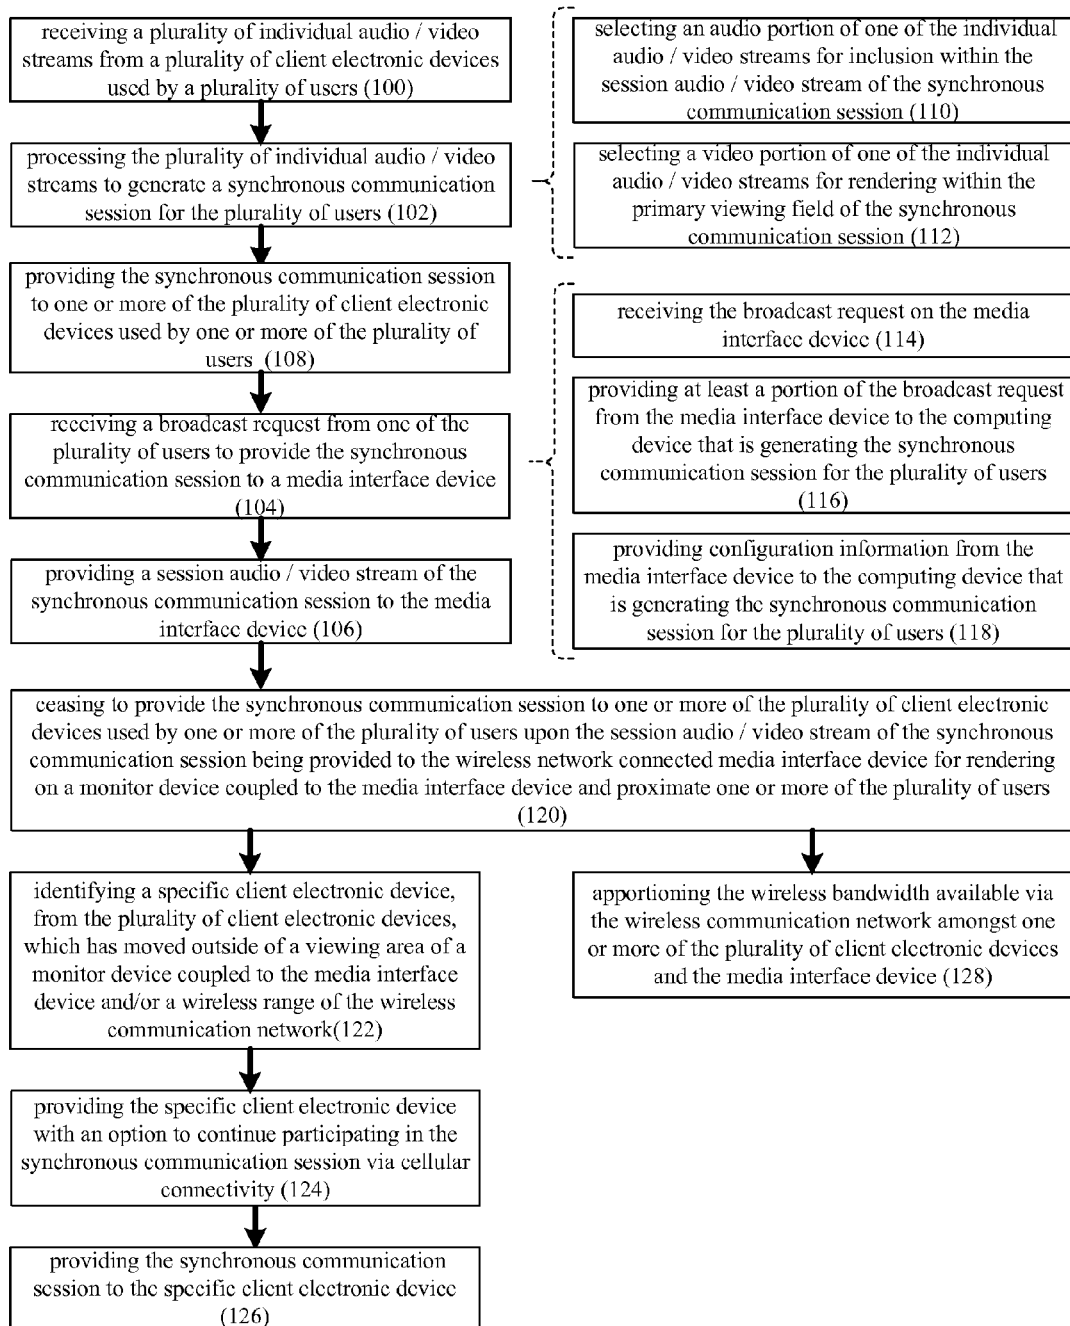 receiving a plurality of individual audio / video
streams from a plurality of client electronic devices
used by a plurality of users (100)
processing the plurality of individual audio / video
streams to generate a synchronous communication
session for the plurality of users (102)
providing the synchronous communication session
to one or more of the plurality of client electronic
devices used by one or more of the plurality of
users (108)
receiving a broadcast request from one of the
plurality of users to provide the synchronous
communication session to a media interface device
(104)
providing a session audio / video stream of the
synchronous communication session to the media
interface device (106)
selecting an audio portion of one of the individual
audio / video streams for inclusion within the
session audio / video stream of the synchronous
communication session (110)
selecting a video portion of one of the individual
audio / video streams for rendering within the
primary viewing field of the synchronous
communication session (112)
receiving the broadcast request on the media
interface device (114)
providing at least a portion of the broadcast request
from the media interface device to the computing
device that is generating the synchronous
communication session for the plurality of users
(116)
providing configuration information from the
media interface device to the computing device that
is generating the synchronous communication
session for the plurality of users (118)
ceasing to provide the synchronous communication session to one or more of the plurality of client electronic
devices used by one or more of the plurality of users upon the session audio / video stream of the synchronous
communication session being provided to the wireless network connected media interface device for rendering
on a monitor device coupled to the media interface device and proximate one or more of the plurality of users
(120)
identifying a specific client electronic device,
from the plurality of client electronic devices,
which has moved outside of a viewing area of a
monitor device coupled to the media interface
device and/or a wireless range of the wireless
communication network(122)
providing the specific client electronic device
with an option to continue participating in the
synchronous communication session via cellular
connectivity (124)
providing the synchronous communication
session to the specific client electronic device
(126)
apportioning the wireless bandwidth available via
the wireless communication network amongst one
or more of the plurality of client electronic devices
and the media interface device (128)